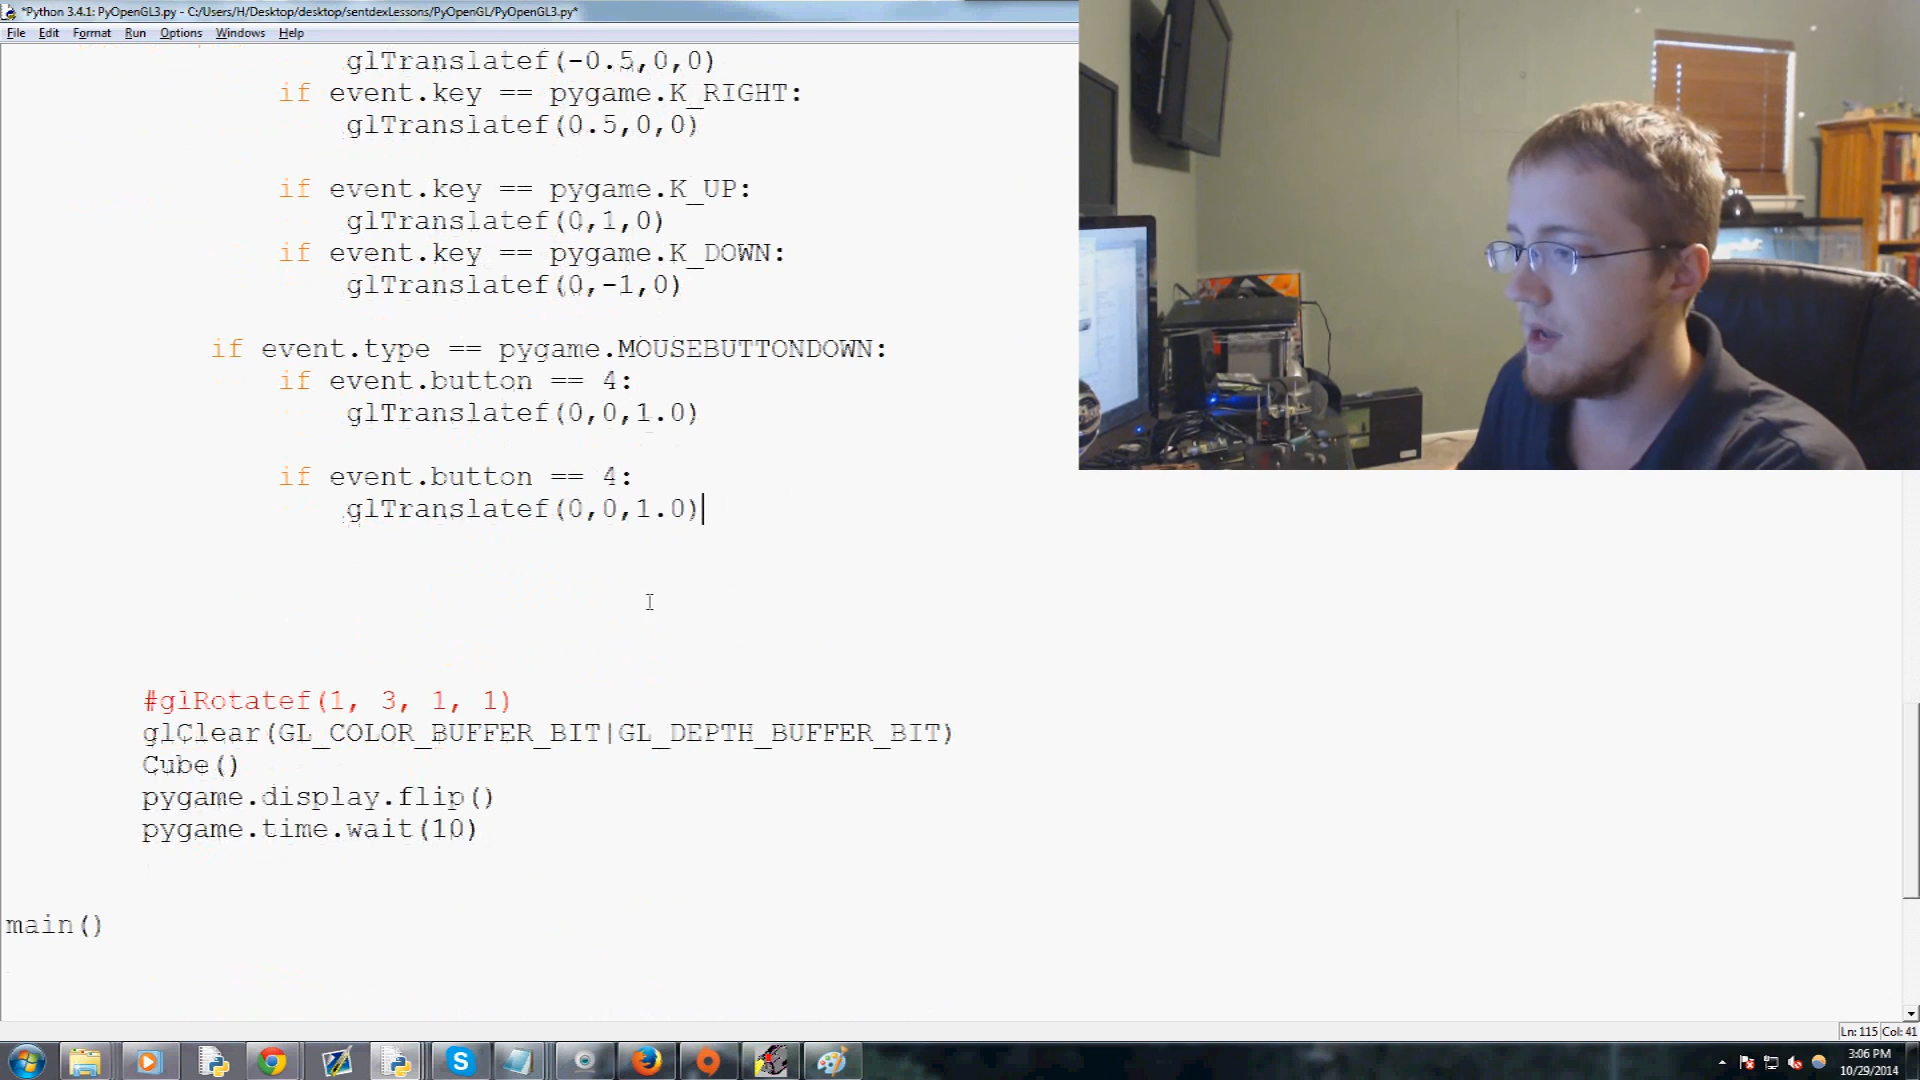 *Python 3.4.1: PyOpenGL3.py - C:/Users/H/Desktop/desktop/sentdexLessons/PyOpenGL/PyOpenGL3.py*
File Edit Format Run Options Windows Help
glTranslatef(-0.5,0,0)
if event.key == pygame.K_RIGHT:
glTranslatef(0.5,0,0)
if event.key == pygame.K_UP:
glTranslatef(0,1,0)
if event.key == pygame.K_DOWN:
glTranslatef(0,-1,0)
if event.type == pygame.MOUSEBUTTONDOWN:
if event.button == 4:
glTranslatef(0,0,1.0)
if event.button == 4:
glTranslatef(0,0,1.0)
#glRotatef(1, 3, 1, 1)
glClear(GL_COLOR_BUFFER_BIT|GL_DEPTH_BUFFER_BIT)
Cube()
pygame.display.flip()
pygame.time.wait(10)
main()
Ln: 115 Col: 41
3:06 PM
10/29/2014